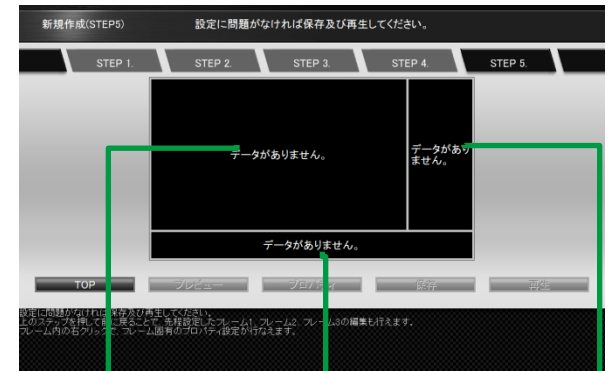 新規作成(STEP5)
設定に問題がなければ保存及び再生してください。
STEP 1.
STEP 2.
STEP 3.
STEP 4.
STEP 5.
データがありません。
データがあり
ません。
データがありません。
TOP
プレビュー
プロパティ
保存
再生
設定に問題がなければ保存及び再生してください。
上のステップを押して前に戻ることで、先程設定したフレーム1、フレーム2、フレーム3の編集も行えます。
フレーム内の右クリックで、フレーム固有のプロパティ設定が行なえます。